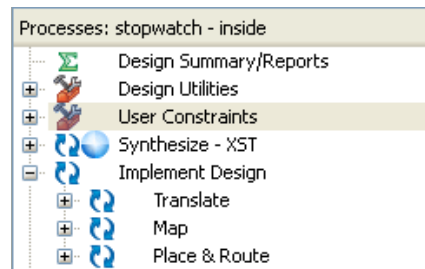 Processes: stopwatch - inside
Design Summary/Reports
Design Utilities
User Constraints
Synthesize - XST
Implement Design
Translate
Map
Place & Route